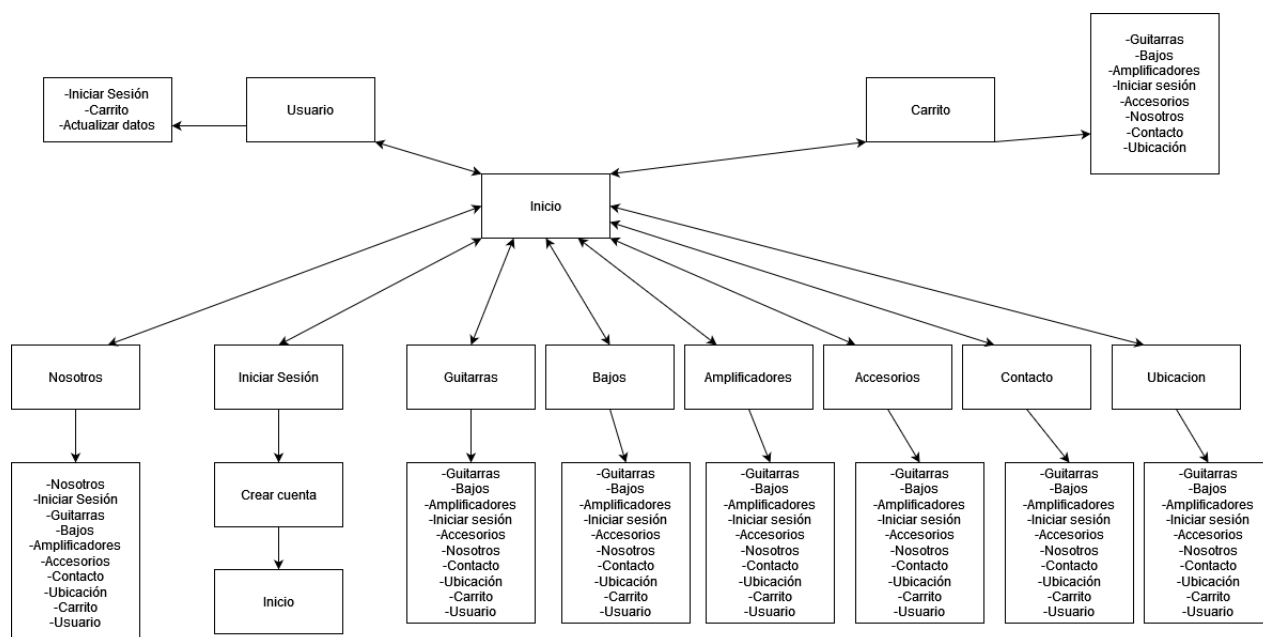 -Guitarras
-Bajos
-Amplificadores
-Iniciar sesión
-Accesorios
-Nosotros
-Contacto
-Ubicación
-Iniciar Sesión
-Carrito
-Actualizar datos
Usuario
Carrito
Inicio
Nosotros
Iniciar Sesión
Guitarras
Bajos
Amplificadores
Accesorios
Contacto
Ubicacion
-Nosotros
-Iniciar Sesión
-Guitarras
-Bajos
-Amplificadores
-Accesorios
-Contacto
-Ubicación
-Carrito
-Usuario
Crear cuenta
Inicio
-Guitarras
-Bajos
-Amplificadores
-Iniciar sesión
-Accesorios
-Nosotros
-Contacto
-Ubicación
-Carrito
-Usuario
-Guitarras
-Bajos
-Amplificadores
-Iniciar sesión
-Accesorios
-Nosotros
-Contacto
-Ubicación
-Carrito
-Usuario
-Guitarras
-Bajos
-Amplificadores
-Iniciar sesión
-Accesorios
-Nosotros
-Contacto
-Ubicación
-Carrito
-Usuario
-Guitarras
-Bajos
-Amplificadores
-Iniciar sesión
-Accesorios
-Nosotros
-Contacto
-Ubicación
-Carrito
-Usuario
-Guitarras
-Bajos
-Amplificadores
-Iniciar sesión
-Accesorios
-Nosotros
-Contacto
-Ubicación
-Carrito
-Usuario
-Guitarras
-Bajos
-Amplificadores
-Iniciar sesión
-Accesorios
-Nosotros
-Contacto
-Ubicación
-Carrito
-Usuario